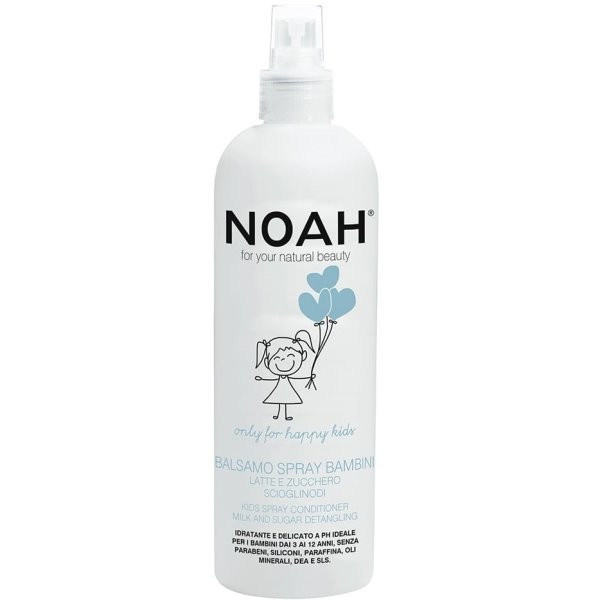 NOAH®
for your natural beauty
only for happy kids
BALSAMO SPRAY BAMBINI
LATTE E ZUCCHERO
SCIOGLINODI
KIDS SPRAY CONDITIONER
MILK AND SUGAR DETANGLING
IDRATANTE E DELICATO A PH IDEALE
PER I BAMBINI DAI 3 AI 12 ANNI, SENZA
PARABENI, SILICONI, PARAFFINA, OLI
MINERALI, DEA E SLS.